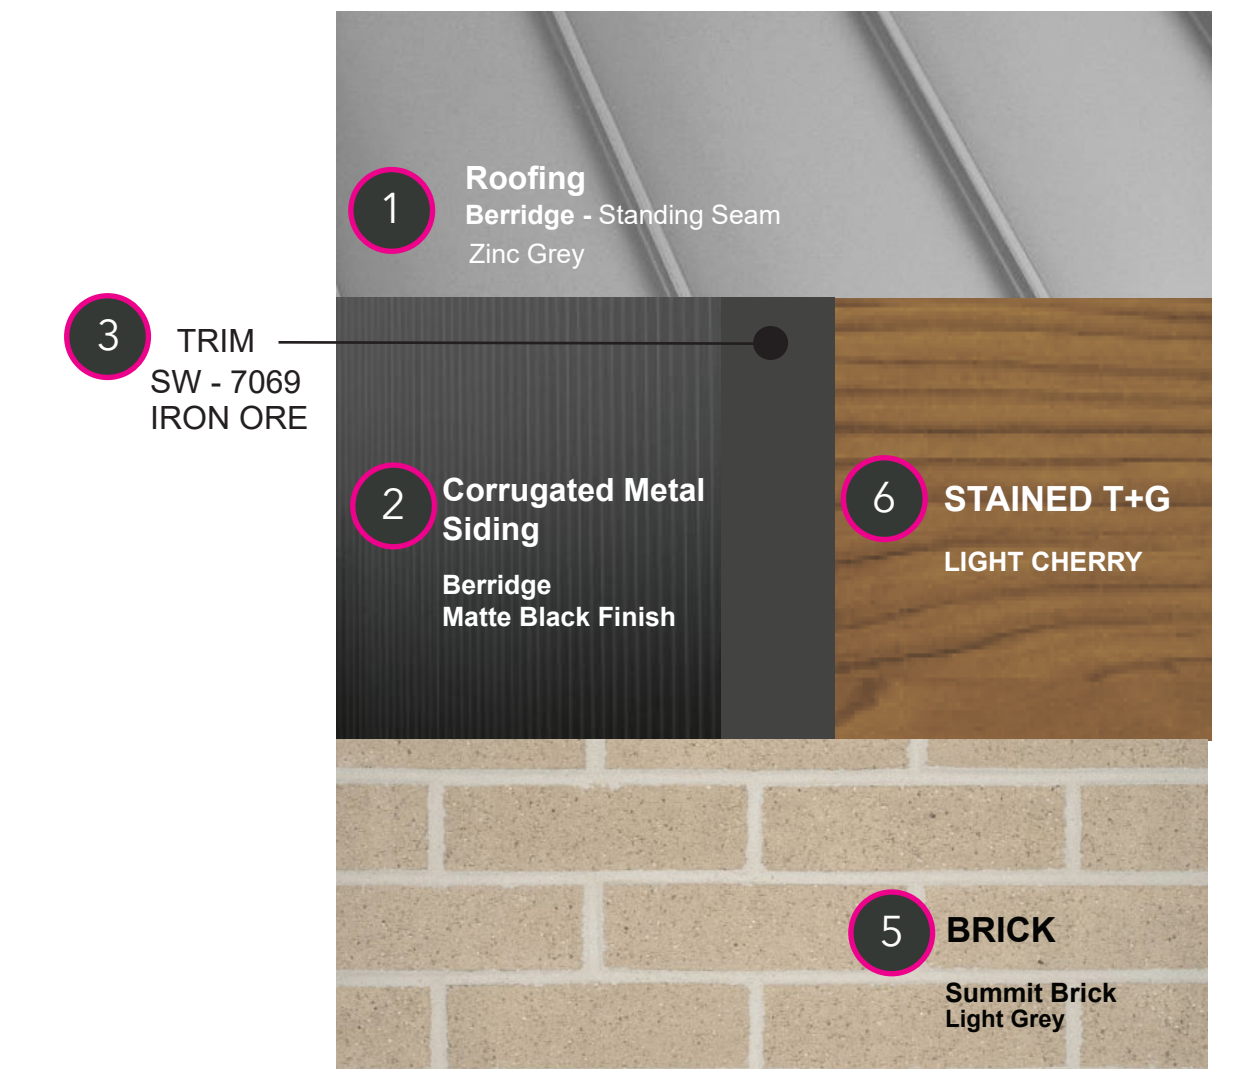 1
Roofing
Berridge - Standing Seam
Zinc Grey
3
TRIM
SW - 7069
IRON ORE
2
Corrugated Metal
Siding
Berridge
Matte Black Finish
6
STAINED T+G
LIGHT CHERRY
5
BRICK
Summit Brick
Light Grey